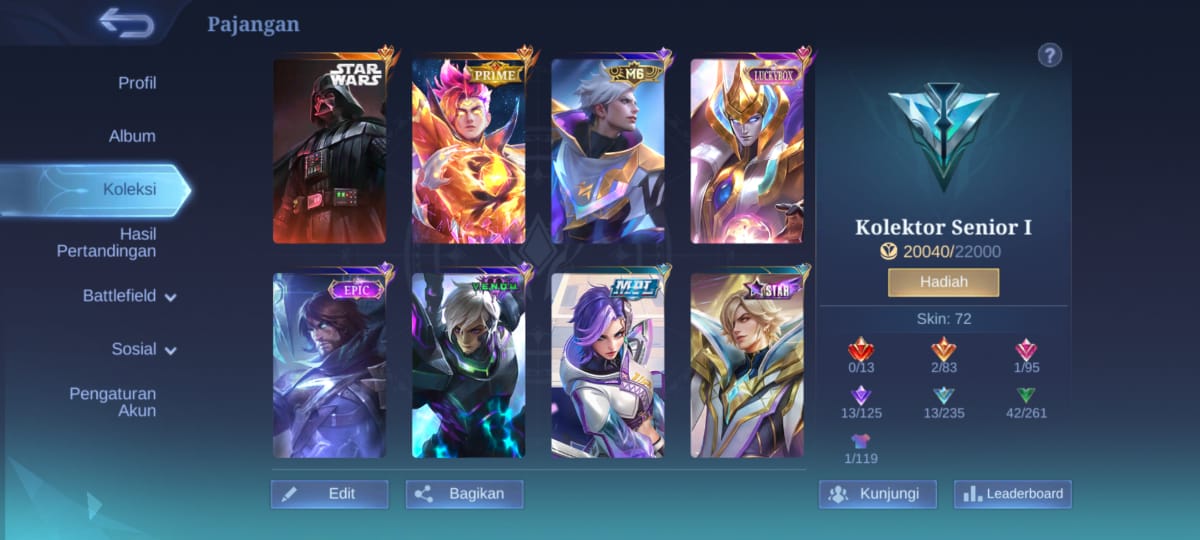 Pajangan
Profil
Album
Koleksi
Hasil
Pertandingan
Battlefield
Sosial
Pengaturan
Akun
STAR
WARS
PRIME
M6
LUCKYBOX
EPIC
V.E.N.O.M
MPL
STAR
Edit
Bagikan
?
Kolektor Senior I
20040/22000
Hadiah
Skin: 72
0/13
2/83
1/95
13/125
13/235
42/261
1/119
Kunjungi
Leaderboard